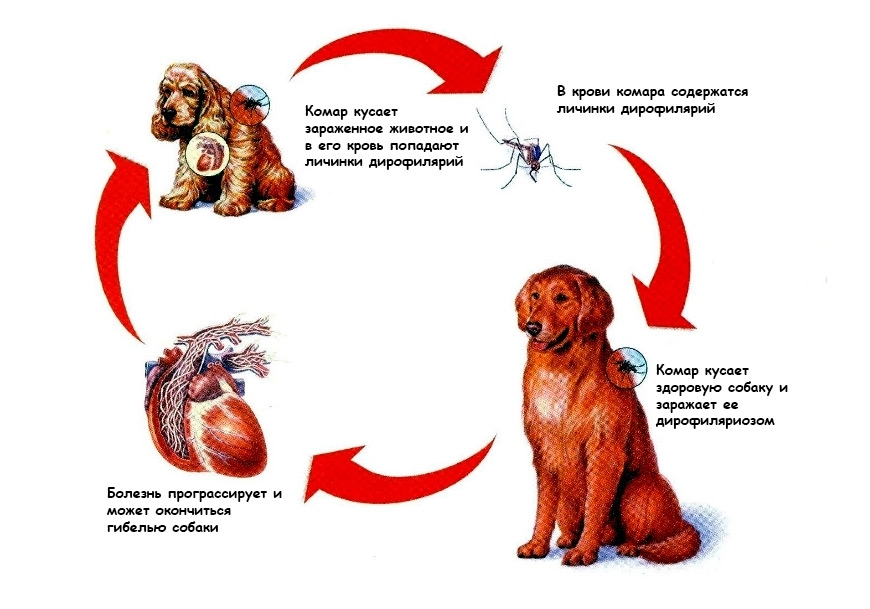 Комар кусает
зараженное животное и
в его кровь попадают
личинки дирофилярий
В крови комара содержатся
личинки дирофилярий
Комар кусает
здоровую собаку и
заражает ее
дирофиляриозом
Болезнь програссирует и
может окончиться
гибелью собаки